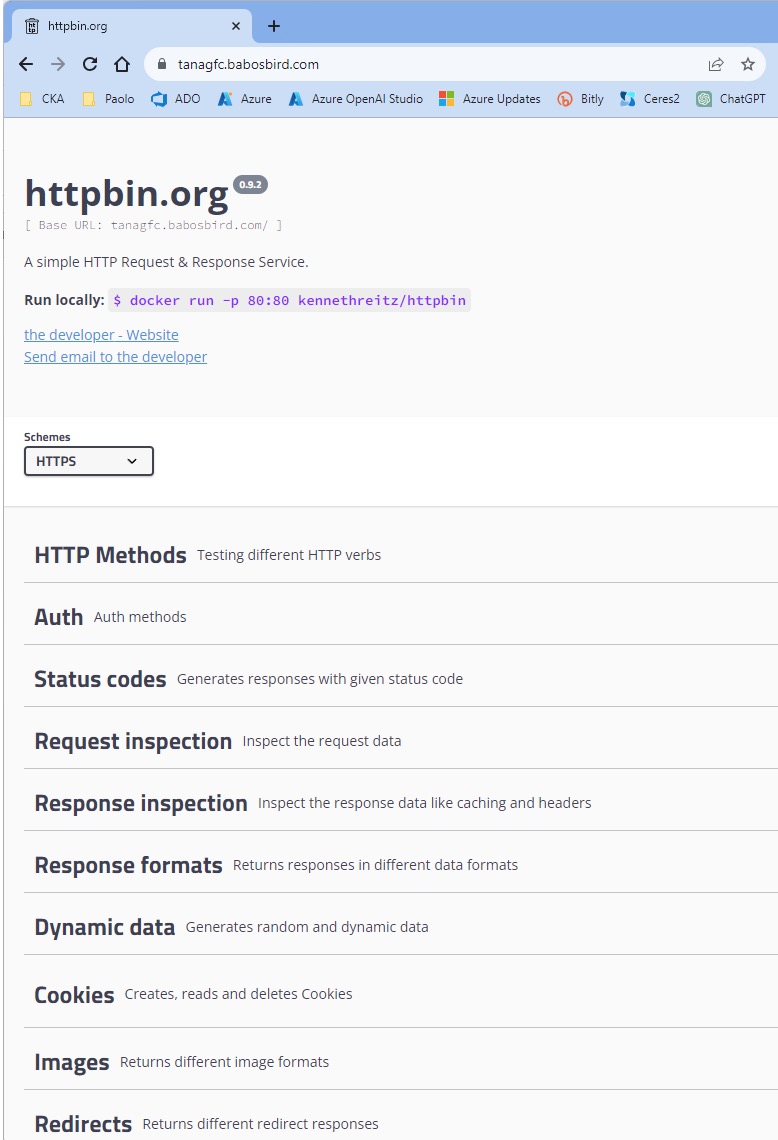 httpbin.org
tanagfc.babosbird.com
CKA Paolo ADO Azure Azure OpenAI Studio Azure Updates Bitly Ceres2 ChatGPT
httpbin.org 0.9.2
[ Base URL: tanagfc.babosbird.com/ ]
A simple HTTP Request & Response Service.
Run locally: $ docker run -p 80:80 kennethreitz/httpbin
the developer - Website
Send email to the developer
Schemes
HTTPS
HTTP Methods Testing different HTTP verbs
Auth Auth methods
Status codes Generates responses with given status code
Request inspection Inspect the request data
Response inspection Inspect the response data like caching and headers
Response formats Returns responses in different data formats
Dynamic data Generates random and dynamic data
Cookies Creates, reads and deletes Cookies
Images Returns different image formats
Redirects Returns different redirect responses